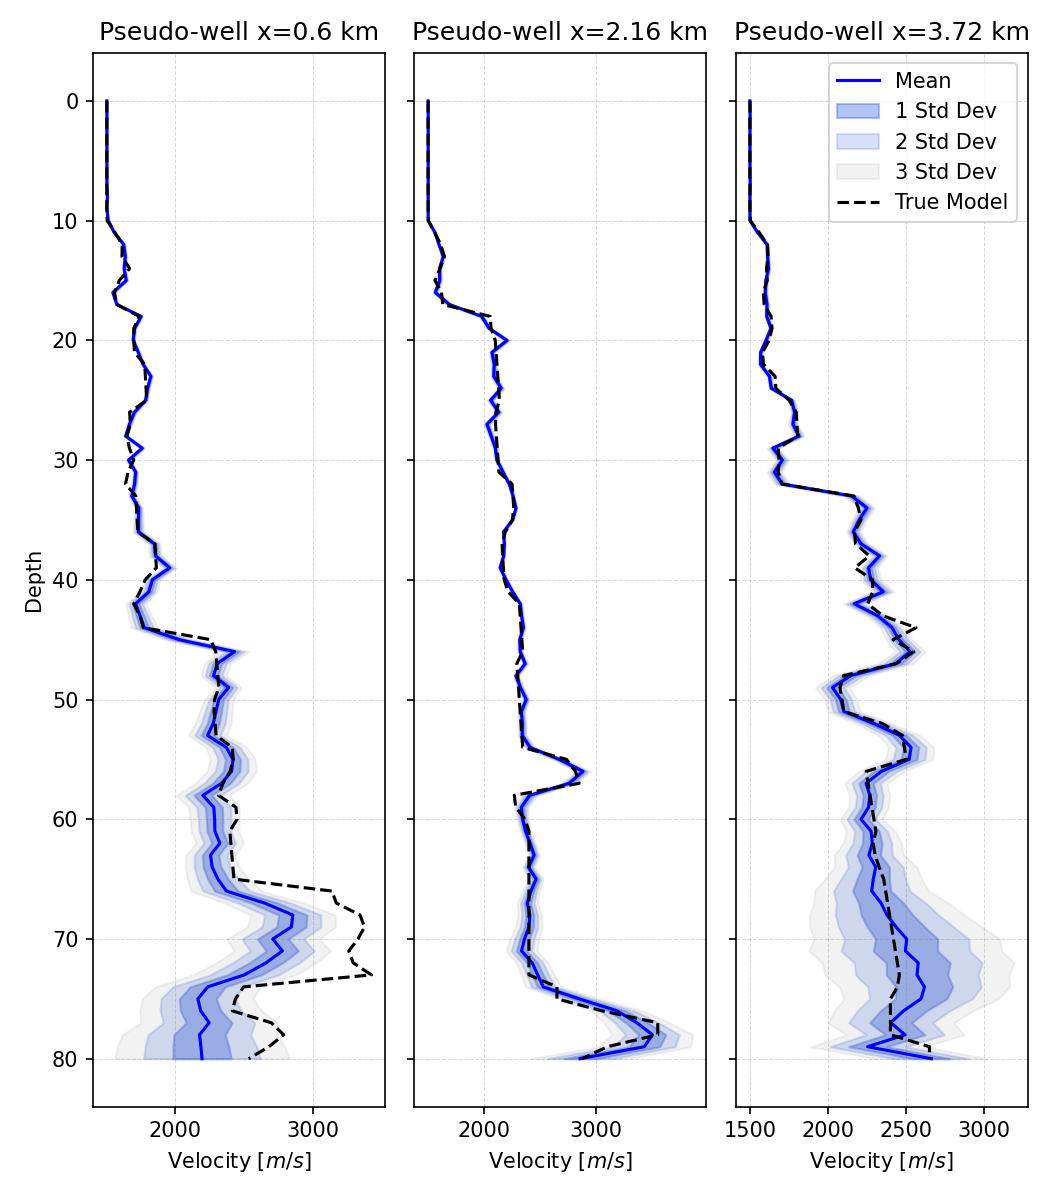 Pseudo-well x=0.6 km
Pseudo-well x=2.16 km
Pseudo-well x=3.72 km
Mean
1 Std Dev
2 Std Dev
3 Std Dev
True Model
0
10
20
30
40
50
60
70
80
Depth
2000 3000
2000 3000
1500 2000 2500 3000
Velocity [m/s]
Velocity [m/s]
Velocity [m/s]